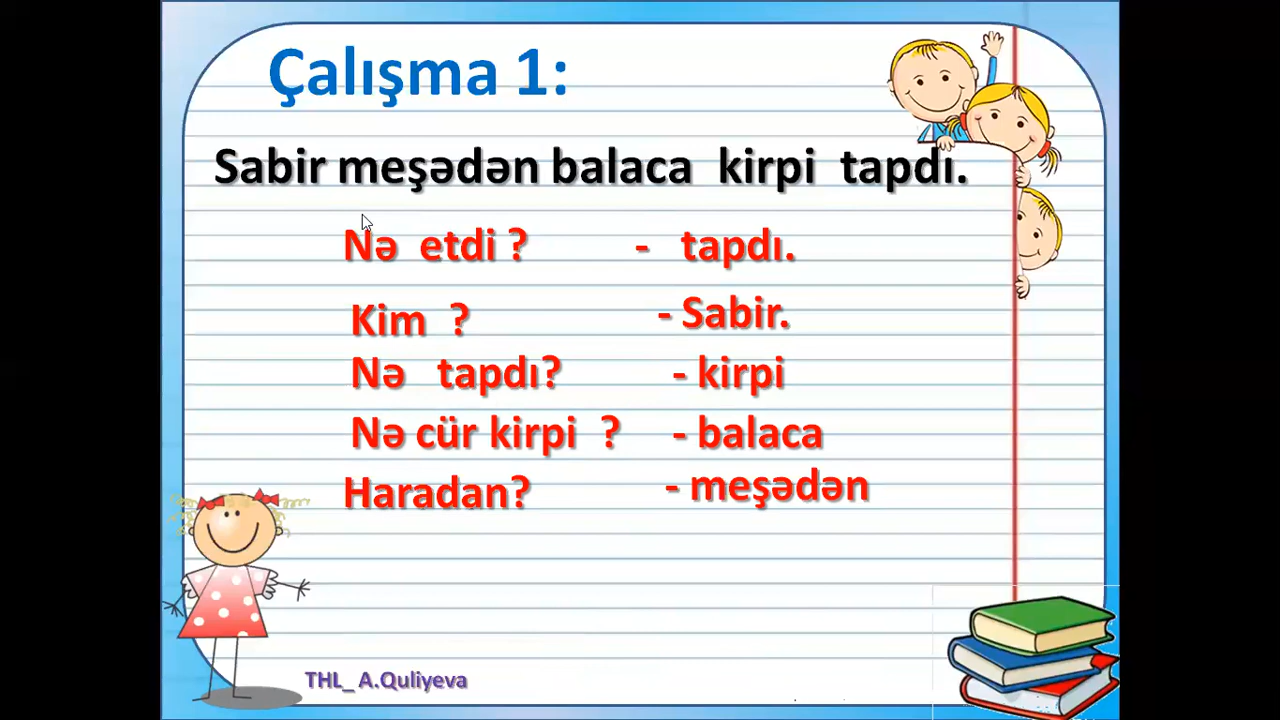 Çalışma 1:
Sabir meşədən balaca kirpi tapdı.
Nə etdi ? - tapdı.
Kim ? - Sabir.
Nə tapdı? - kirpi
Nə cür kirpi ? - balaca
Haradan? - meşədən
THL_ A.Quliyeva